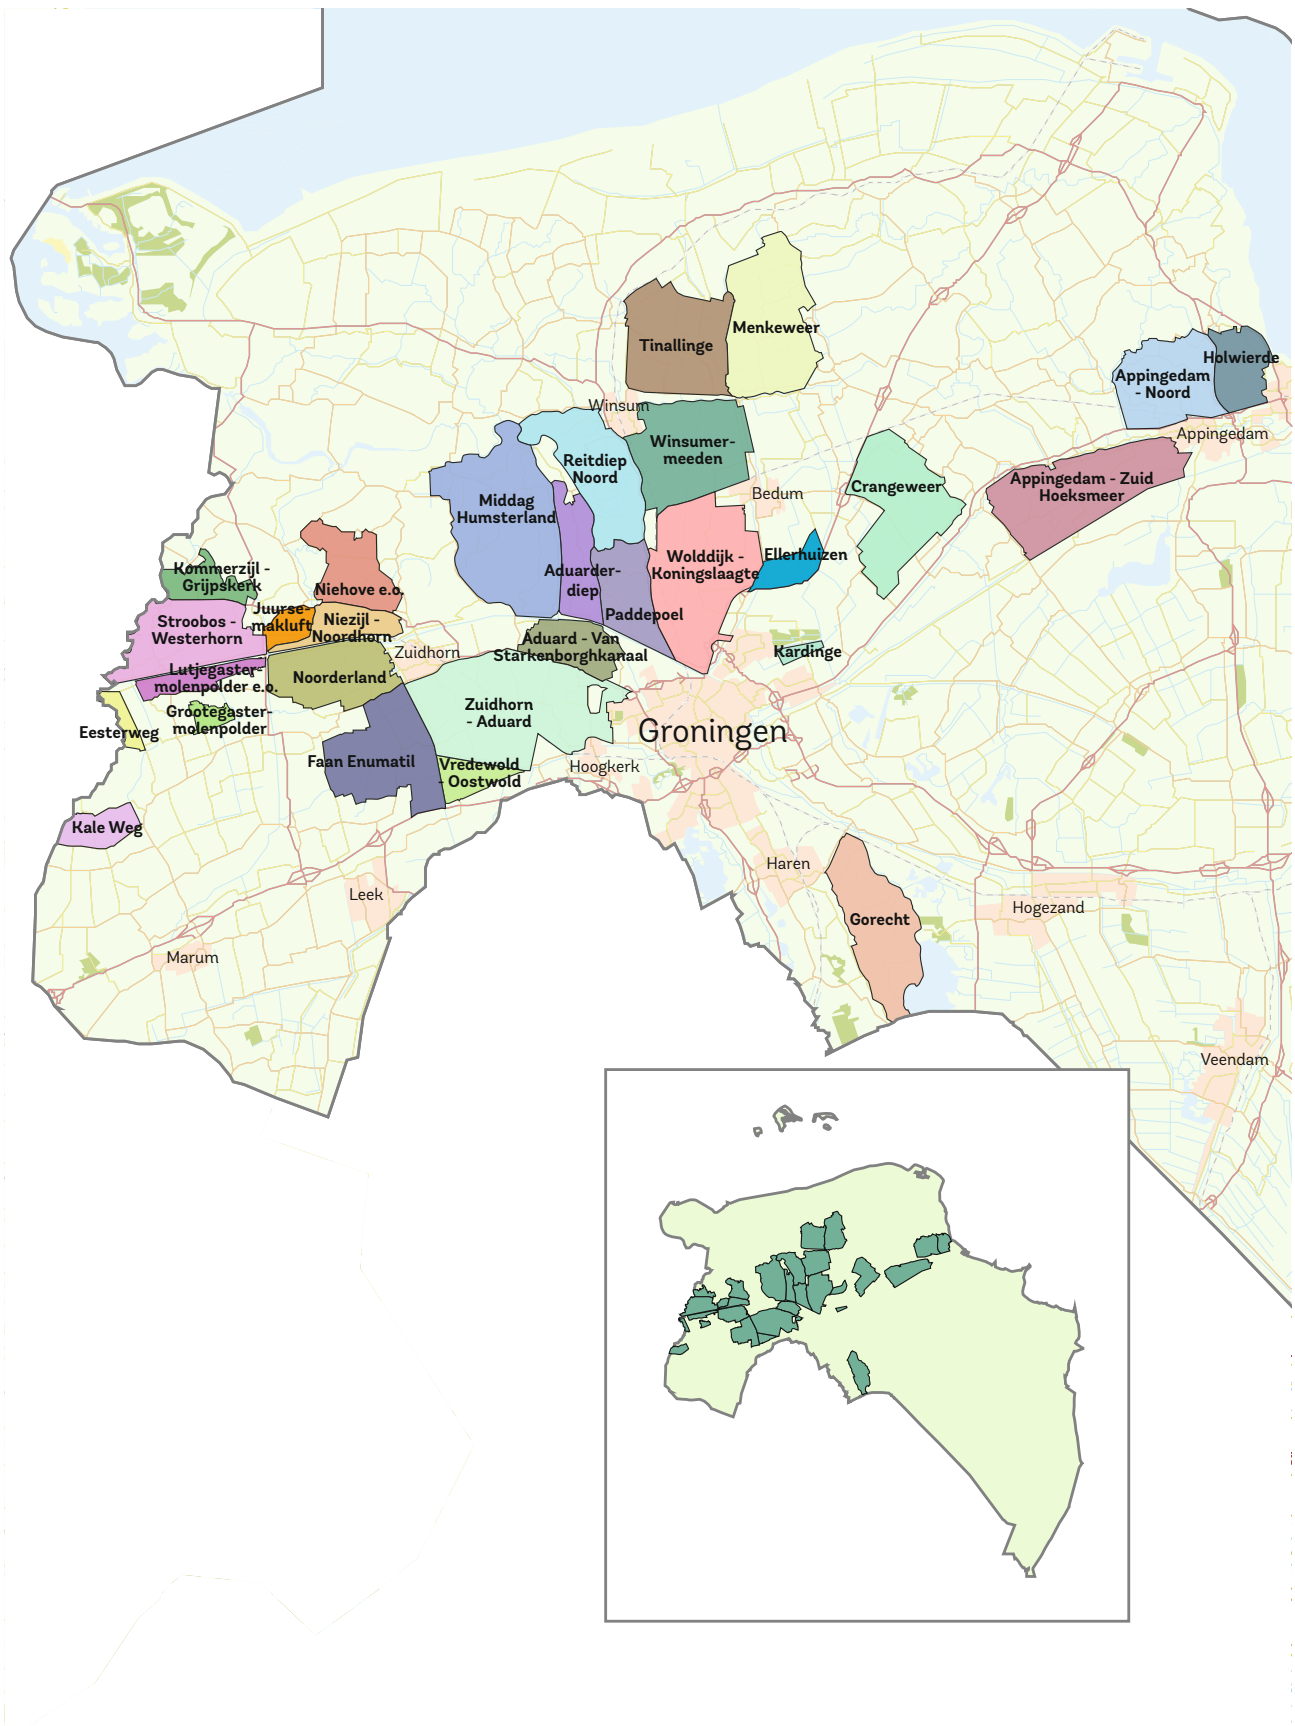 Menkeweer
Tinallinge
Holwierde
Appingedam
- Noord
Winsum
Appingedam
Winsumer-
meeden
Reitdiep
Noord
Appingedam - Zuid
Hoeksmeer
Crangeweer
Bedum
Middag
Humsterland
Ellerhuizen
Wolddijk -
Koningslaagte
Kommerzijl -
Grijpskerk
Aduarder-
diep
Niehove e.o.
Juurse-
makluft
Paddepoel
Niezijl -
Noordhorn
Stroobos -
Westerhorn
Aduard - Van
Starkenborghkanaal
Kardinge
Zuidhorn
Lutjegaster-
molenpolder e.o.
Noorderland
Zuidhorn
- Aduard
Grootegaster-
molenpolder
Eesterweg
Groningen
Faan Enumatil
Vredewold
- Oostwold
Hoogkerk
Kale Weg
Haren
Leek
Hogezand
Gorecht
Marum
Veendam